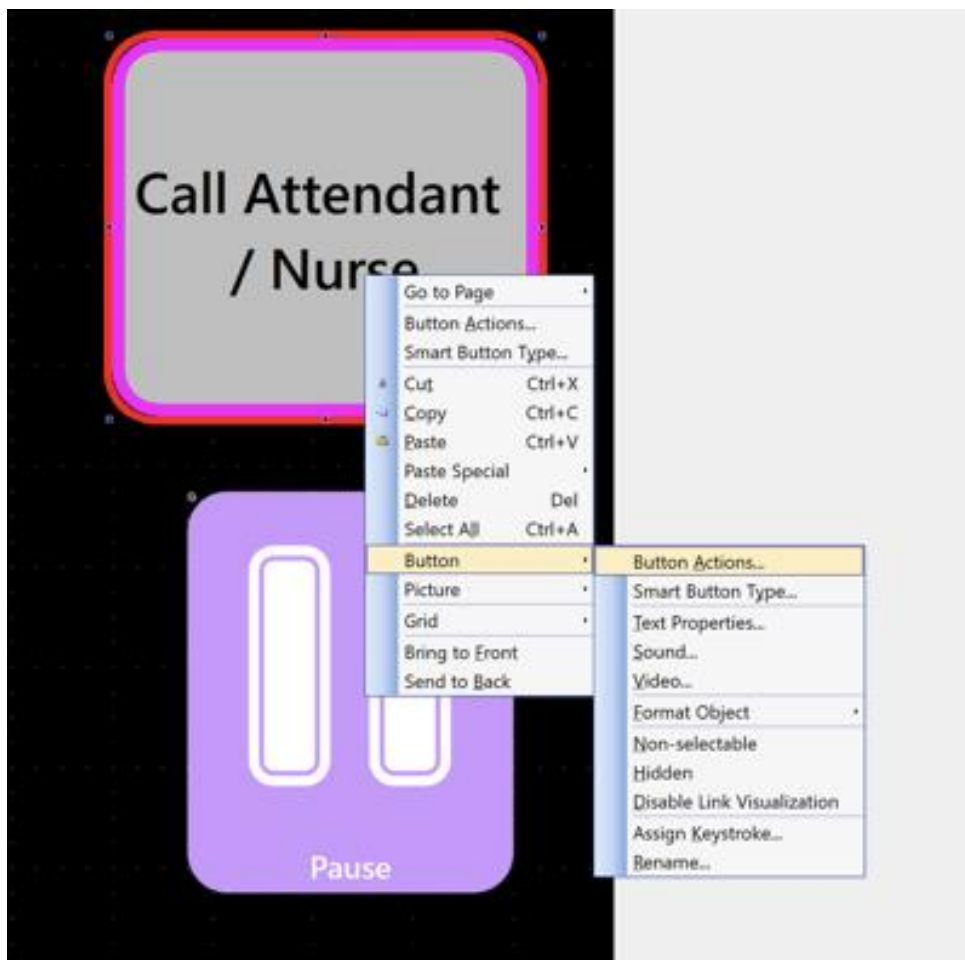 Call Attendant
/ Nurse
Go to Page
Button Actions...
Smart Button Type...
Cut Ctrl+X
Copy Ctrl+C
Paste Ctrl+V
Paste Special
Delete Del
Select All Ctrl+A
Button
Picture
Grid
Bring to Front
Send to Back
Button Actions...
Smart Button Type...
Text Properties...
Sound...
Video...
Format Object
Non-selectable
Hidden
Disable Link Visualization
Assign Keystroke...
Rename...
Pause